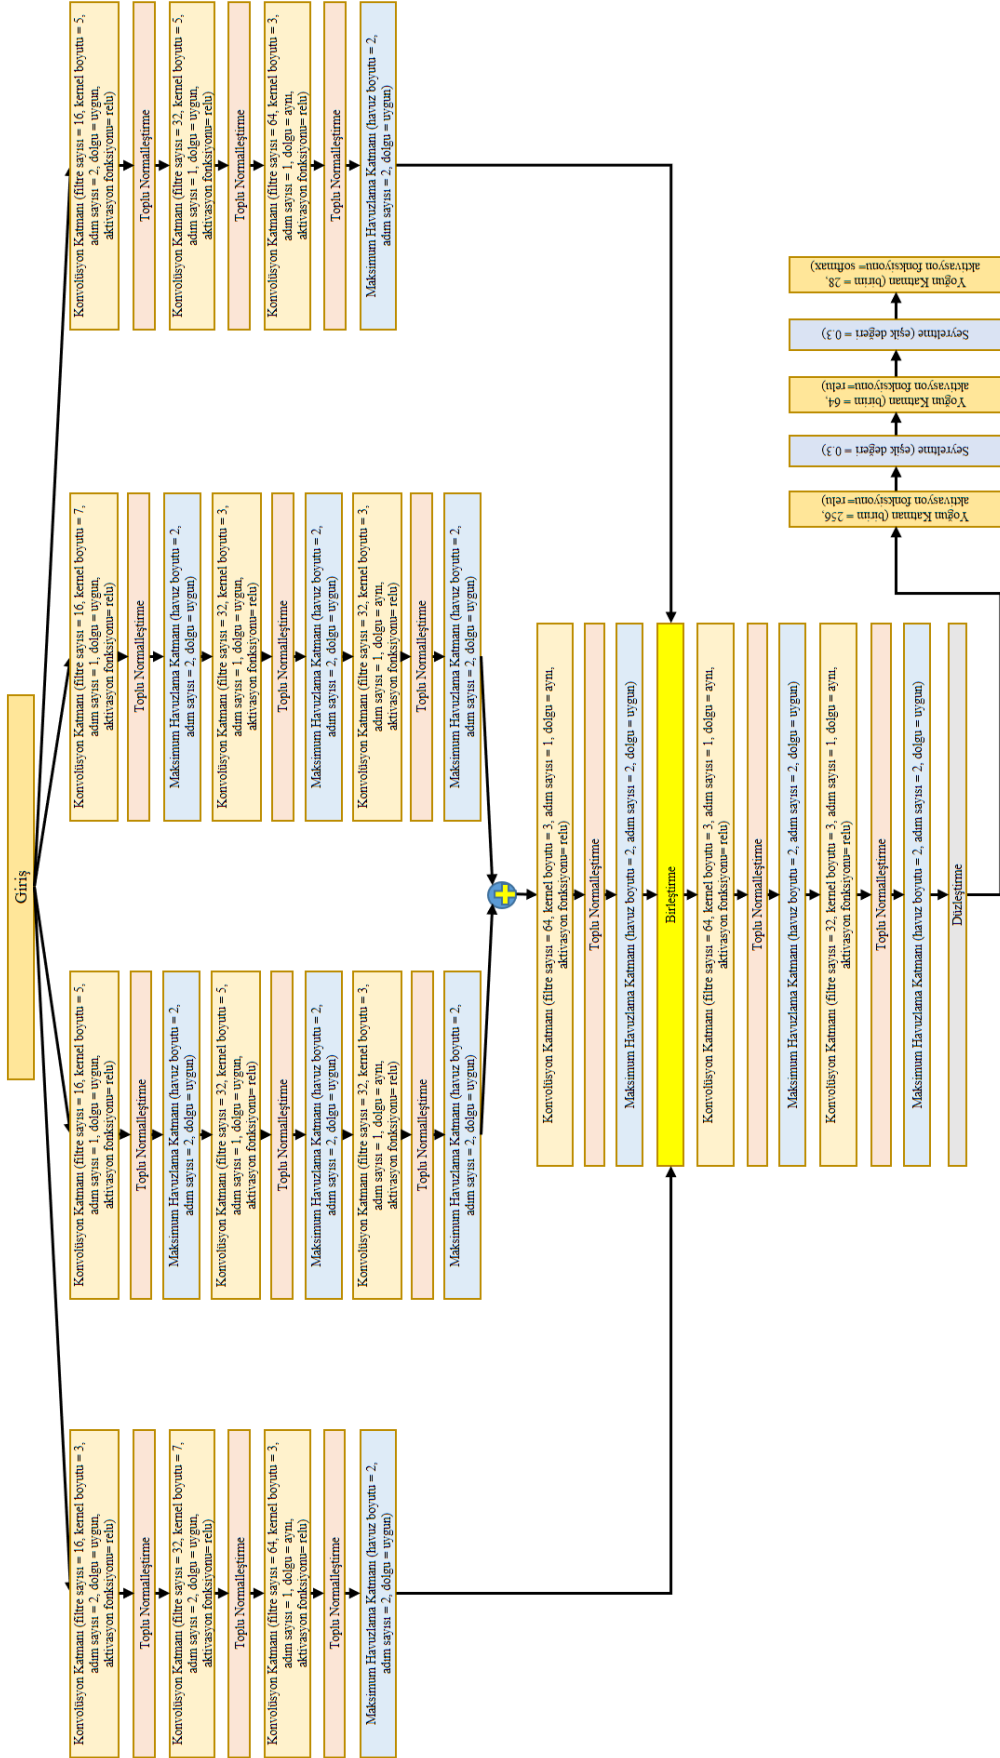 Giriş
Konvolüsyon Katmanı (filtre sayısı = 16, kernel boyutu = 3,
adım sayısı = 2, dolgu = uygun,
aktivasyon fonksiyonu= relu)
Toplu Normalleştirme
Konvolüsyon Katmanı (filtre sayısı = 32, kernel boyutu = 7,
adım sayısı = 2, dolgu = uygun,
aktivasyon fonksiyonu= relu)
Toplu Normalleştirme
Konvolüsyon Katmanı (filtre sayısı = 64, kernel boyutu = 3,
adım sayısı = 1, dolgu = aynı,
aktivasyon fonksiyonu= relu)
Toplu Normalleştirme
Maksimum Havuzlama Katmanı (havuz boyutu = 2,
adım sayısı = 2, dolgu = uygun)
Konvolüsyon Katmanı (filtre sayısı = 16, kernel boyutu = 5,
adım sayısı = 1, dolgu = uygun,
aktivasyon fonksiyonu= relu)
Toplu Normalleştirme
Maksimum Havuzlama Katmanı (havuz boyutu = 2,
adım sayısı = 2, dolgu = uygun)
Konvolüsyon Katmanı (filtre sayısı = 32, kernel boyutu = 5,
adım sayısı = 1, dolgu = uygun,
aktivasyon fonksiyonu= relu)
Toplu Normalleştirme
Maksimum Havuzlama Katmanı (havuz boyutu = 2,
adım sayısı = 2, dolgu = uygun)
Konvolüsyon Katmanı (filtre sayısı = 32, kernel boyutu = 3,
adım sayısı = 1, dolgu = aynı,
aktivasyon fonksiyonu= relu)
Toplu Normalleştirme
Maksimum Havuzlama Katmanı (havuz boyutu = 2,
adım sayısı = 2, dolgu = uygun)
Konvolüsyon Katmanı (filtre sayısı = 16, kernel boyutu = 7,
adım sayısı = 1, dolgu = uygun,
aktivasyon fonksiyonu= relu)
Toplu Normalleştirme
Maksimum Havuzlama Katmanı (havuz boyutu = 2,
adım sayısı = 2, dolgu = uygun)
Konvolüsyon Katmanı (filtre sayısı = 32, kernel boyutu = 3,
adım sayısı = 1, dolgu = uygun,
aktivasyon fonksiyonu= relu)
Toplu Normalleştirme
Maksimum Havuzlama Katmanı (havuz boyutu = 2,
adım sayısı = 2, dolgu = uygun)
Konvolüsyon Katmanı (filtre sayısı = 32, kernel boyutu = 3,
adım sayısı = 1, dolgu = aynı,
aktivasyon fonksiyonu= relu)
Toplu Normalleştirme
Maksimum Havuzlama Katmanı (havuz boyutu = 2,
adım sayısı = 2, dolgu = uygun)
Konvolüsyon Katmanı (filtre sayısı = 16, kernel boyutu = 5,
adım sayısı = 2, dolgu = uygun,
aktivasyon fonksiyonu= relu)
Toplu Normalleştirme
Konvolüsyon Katmanı (filtre sayısı = 32, kernel boyutu = 5,
adım sayısı = 1, dolgu = uygun,
aktivasyon fonksiyonu= relu)
Toplu Normalleştirme
Konvolüsyon Katmanı (filtre sayısı = 64, kernel boyutu = 3,
adım sayısı = 1, dolgu = aynı,
aktivasyon fonksiyonu= relu)
Toplu Normalleştirme
Maksimum Havuzlama Katmanı (havuz boyutu = 2,
adım sayısı = 2, dolgu = uygun)
Konvolüsyon Katmanı (filtre sayısı = 64, kernel boyutu = 3, adım sayısı = 1, dolgu = aynı,
aktivasyon fonksiyonu= relu)
Toplu Normalleştirme
Maksimum Havuzlama Katmanı (havuz boyutu = 2, adım sayısı = 2, dolgu = uygun)
Birleştirme
Konvolüsyon Katmanı (filtre sayısı = 64, kernel boyutu = 3, adım sayısı = 1, dolgu = aynı,
aktivasyon fonksiyonu= relu)
Toplu Normalleştirme
Maksimum Havuzlama Katmanı (havuz boyutu = 2, adım sayısı = 2, dolgu = uygun)
Konvolüsyon Katmanı (filtre sayısı = 32, kernel boyutu = 3, adım sayısı = 1, dolgu = aynı,
aktivasyon fonksiyonu= relu)
Toplu Normalleştirme
Maksimum Havuzlama Katmanı (havuz boyutu = 2, adım sayısı = 2, dolgu = uygun)
Düzleştirme
Yoğun Katman (birim = 256,
aktivasyon fonksiyonu= relu)
Seyreltme (eşik değeri = 0.3)
Yoğun Katman (birim = 64,
aktivasyon fonksiyonu= relu)
Seyreltme (eşik değeri = 0.3)
Yoğun Katman (birim = 28,
aktivasyon fonksiyonu= softmax)